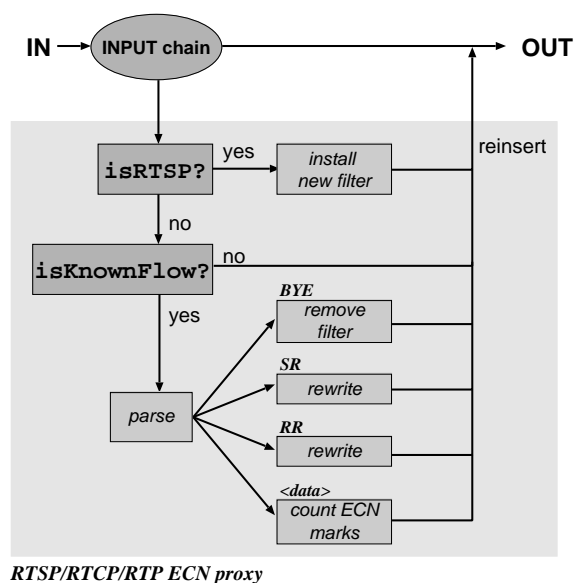 IN
INPUT chain
OUT
reinsert
isRTSP?
yes
install
new filter
no
isKnownFlow?
no
yes
BYE
remove
filter
SR
rewrite
parse
RR
rewrite
<data>
count ECN
marks
RTSP/RTCP/RTP ECN proxy